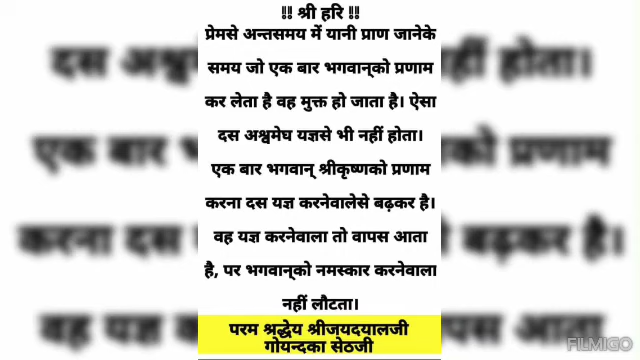 !! श्री हरि !!
प्रेमसे अन्तसमय में यानी प्राण जानेके
समय जो एक बार भगवान्‌को प्रणाम
कर लेता है वह मुक्त हो जाता है। ऐसा
दस अश्वमेघ यज्ञसे भी नहीं होता।
एक बार भगवान् श्रीकृष्णको प्रणाम
करना दस यज्ञ करनेवालेसे बढ़कर है।
वह यज्ञ करनेवाला तो वापस आता
है, पर भगवान्‌को नमस्कार करनेवाला
नहीं लौटता।
परम श्रद्धेय श्रीजयदयालजी
गोयन्दका सेठजी
FILMIGO